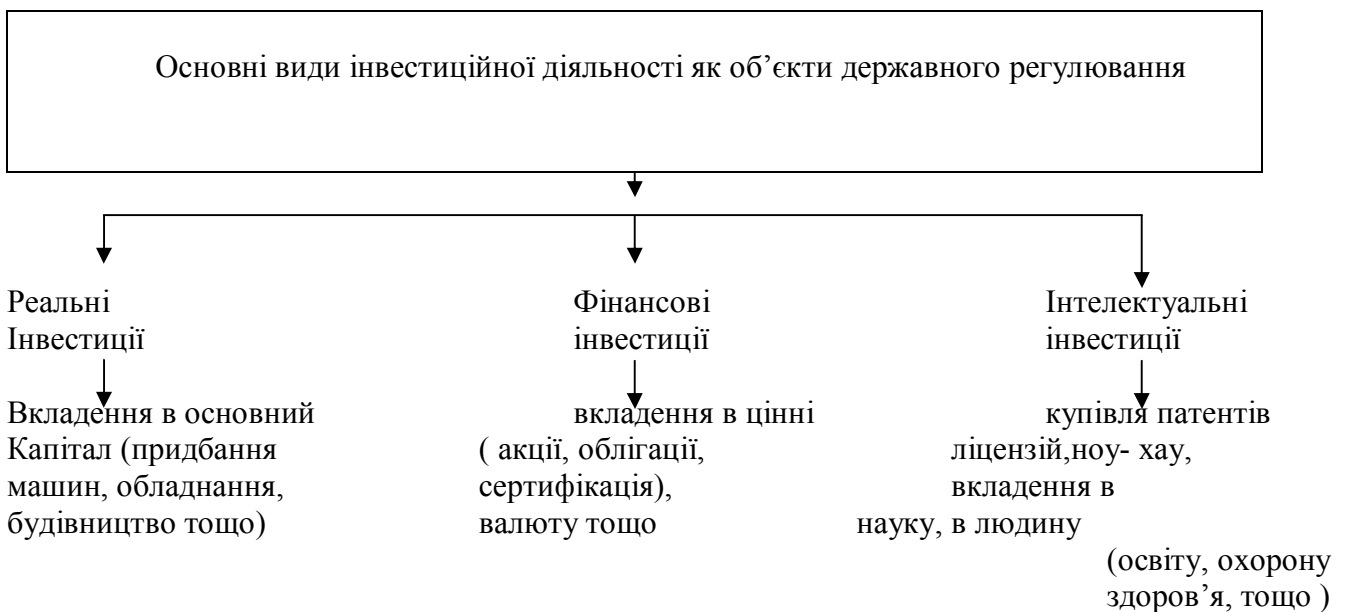 Основні види інвестиційної діяльності як об’єкти державного регулювання
Реальні
Інвестиції
Фінансові
інвестиції
Інтелектуальні
інвестиції
Вкладення в основний
Капітал (придбання
машин, обладнання,
будівництво тощо)
вкладення в цінні
( акції, облігації,
сертифікація),
валюту тощо
купівля патентів
ліцензій,ноу- хау,
вкладення в
науку, в людину
(освіту, охорону
здоров’я, тощо )